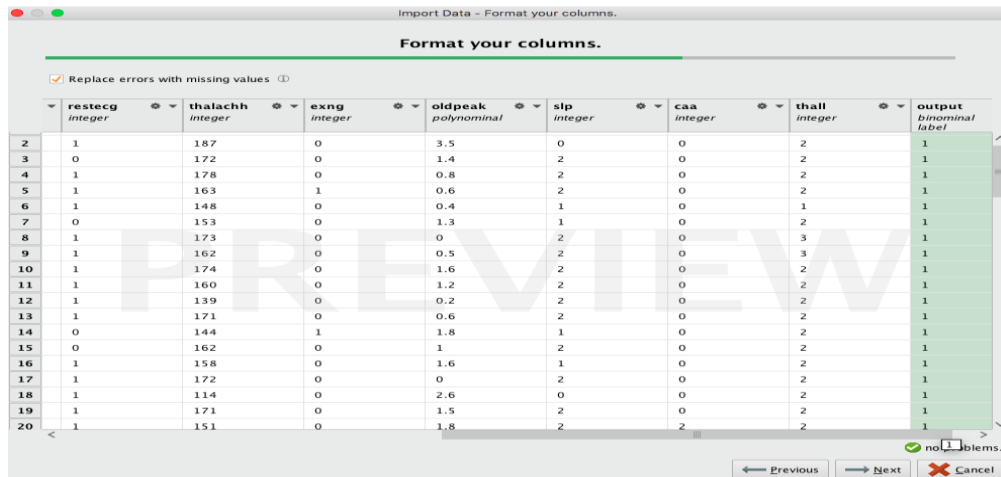 Import Data - Format your columns.
Format your columns.
Replace errors with missing values
restecg thalachh exng oldpeak slp caa thall output
integer integer integer polynominal integer integer integer binominal
label
2 1 187 0 3.5 0 0 2 1
3 0 172 0 1.4 2 0 2 1
4 1 178 0 0.8 2 0 2 1
5 1 163 1 0.6 2 0 2 1
6 1 148 0 0.4 1 0 1 1
7 0 153 0 1.3 1 0 2 1
8 1 173 0 0 2 0 3 1
9 1 162 0 0.5 2 0 3 1
10 1 174 0 1.6 2 0 2 1
11 1 160 0 1.2 2 0 2 1
12 1 139 0 0.2 2 0 2 1
13 1 171 0 0.6 2 0 2 1
14 0 144 1 1.8 1 0 2 1
15 0 162 0 1 2 0 2 1
16 1 158 0 1.6 1 0 2 1
17 1 172 0 0 2 0 2 1
18 1 114 0 2.6 0 0 2 1
19 1 171 0 1.5 2 0 2 1
20 1 151 0 1.8 2 2 2 1
PREVIEW
no blems.
1
Previous Next Cancel